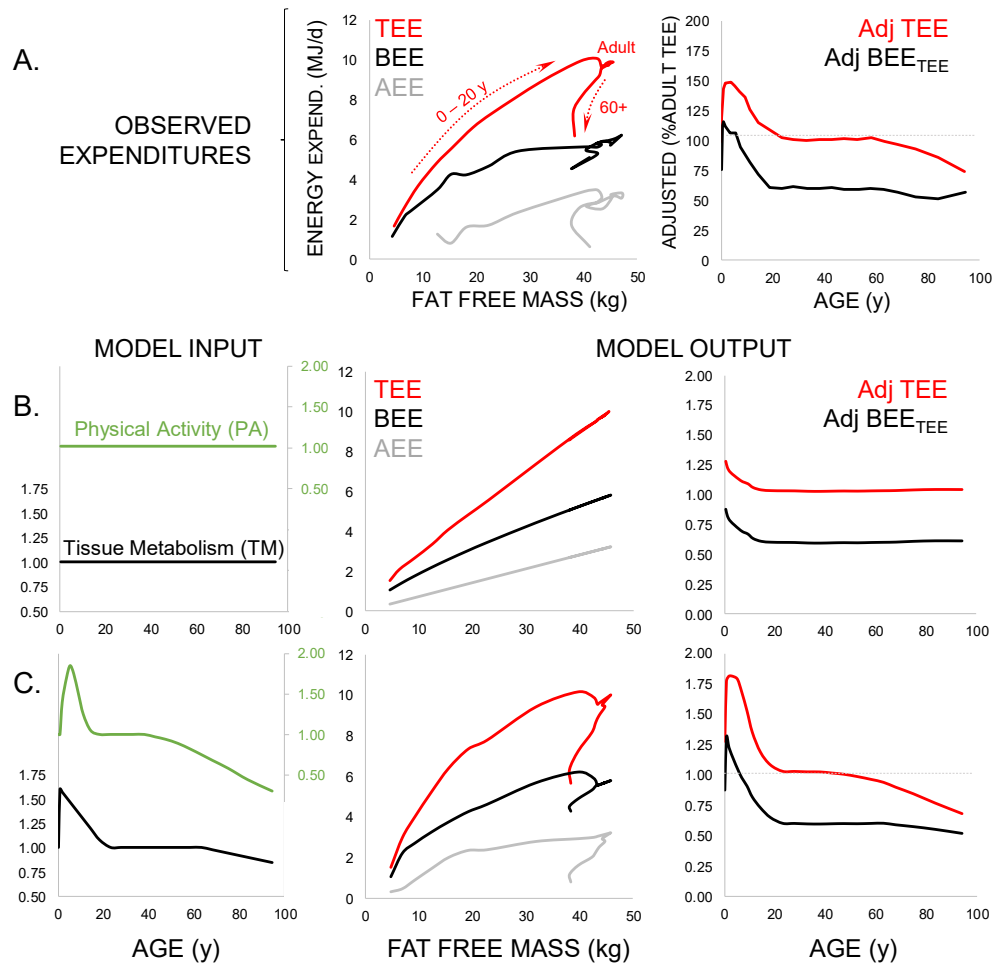 A.
OBSERVED
EXPENDITURES
ENERGY EXPEND. (MJ/d)
12
10
8
6
4
2
0
TEE
BEE
AEE
0 – 20 y
Adult
60+
0 10 20 30 40 50
FAT FREE MASS (kg)
ADJUSTED (%ADULT TEE)
200
175
150
125
100
75
50
25
0
Adj TEE
Adj BEETEE
0 20 40 60 80 100
AGE (y)
MODEL INPUT
MODEL OUTPUT
B.
2.00
1.50
1.00
0.50
Physical Activity (PA)
1.75
1.50
1.25
1.00
0.75
0.50
Tissue Metabolism (TM)
0 20 40 60 80 100
12
10
8
6
4
2
0
TEE
BEE
AEE
0 10 20 30 40 50
2.00
1.75
1.50
1.25
1.00
0.75
0.50
0.25
0.00
Adj TEE
Adj BEETEE
0 20 40 60 80 100
C.
2.00
1.50
1.00
0.50
1.75
1.50
1.25
1.00
0.75
0.50
0 20 40 60 80 100
AGE (y)
12
10
8
6
4
2
0
0 10 20 30 40 50
FAT FREE MASS (kg)
2.00
1.75
1.50
1.25
1.00
0.75
0.50
0.25
0.00
0 20 40 60 80 100
AGE (y)